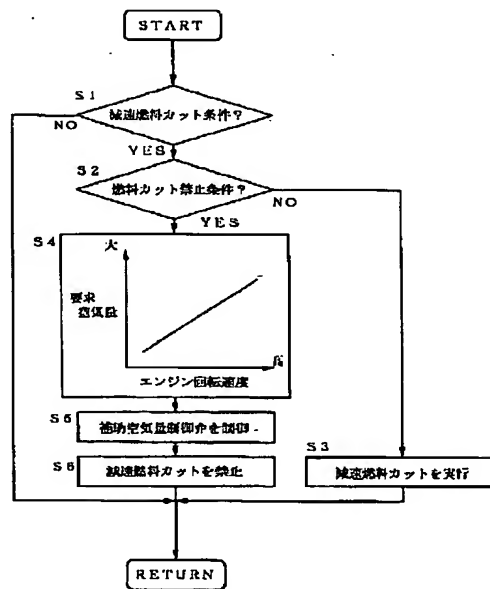 START
S1
減速燃料カット条件?
NO
YES
S2
燃料カット禁止条件?
NO
YES
S4
大
要求
空気量
高
エンジン回転速度
S5
補助空気量制御弁を制御
S6
減速燃料カットを禁止
S3
減速燃料カットを実行
RETURN